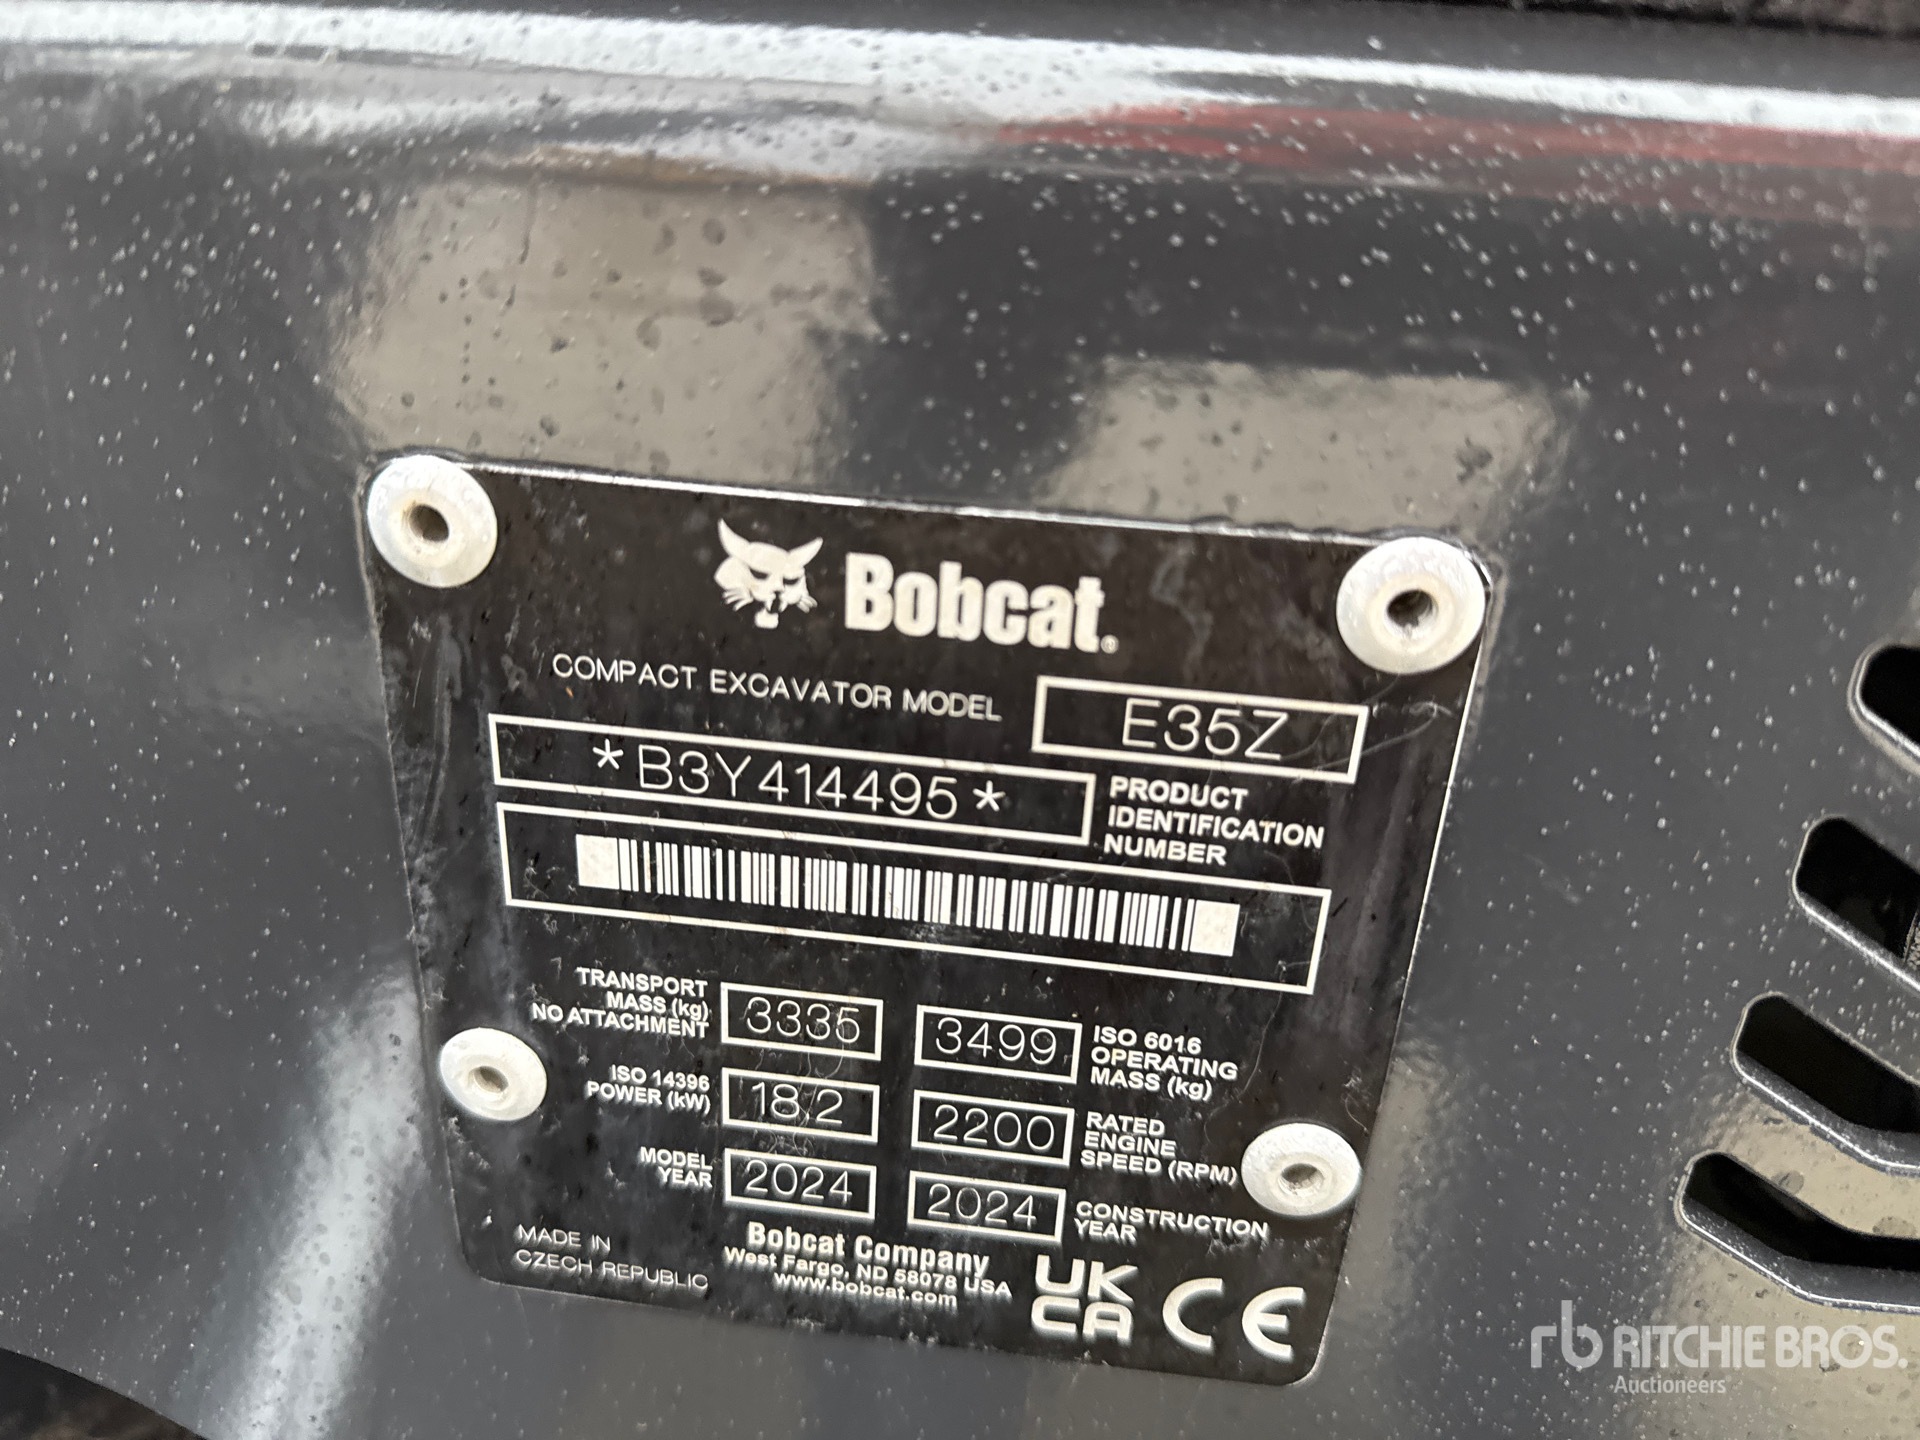 Bobcat®
COMPACT EXCAVATOR MODEL E35Z
*B3Y414495*
PRODUCT
IDENTIFICATION
NUMBER
TRANSPORT
MASS (kg)
NO ATTACHMENT
3335
3499
ISO 6016
OPERATING
MASS (kg)
ISO 14396
POWER (kW)
18.2
2200
RATED
ENGINE
SPEED (RPM)
MODEL
YEAR
2024
2024
CONSTRUCTION
YEAR
MADE IN
CZECH REPUBLIC
Bobcat Company
West Fargo, ND 58078 USA
www.bobcat.com
UK
CA
CE
rb RITCHIE BROS.
Auctioneers